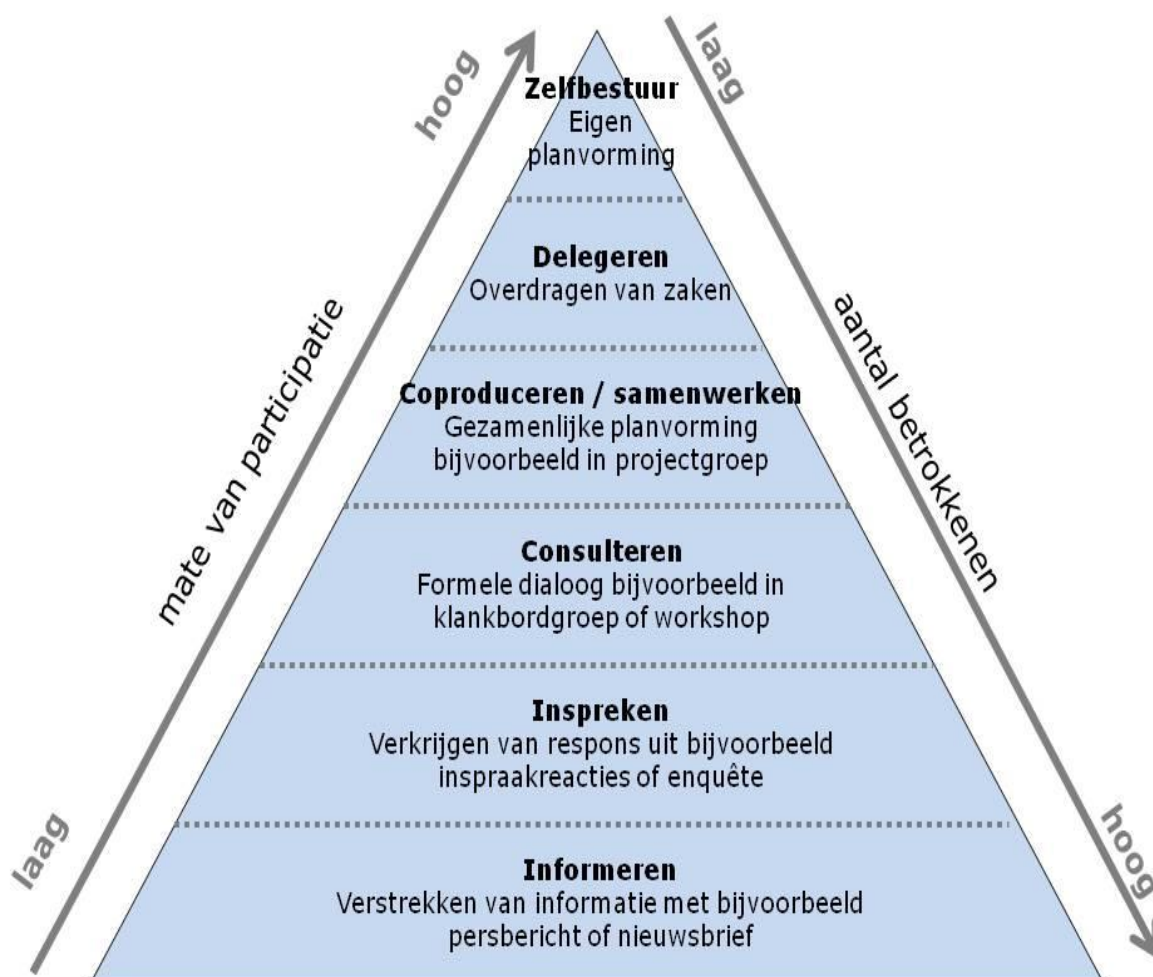 hoog
laag
Zelfbestuur
Eigen
planvorming
Delegeren
Overdragen van zaken
mate van participatie
aantal betrokkenen
Coproduceren / samenwerken
Gezamenlijke planvorming
bijvoorbeeld in projectgroep
Consulteren
Formele dialoog bijvoorbeeld in
klankbordgroep of workshop
Inspreken
Verkrijgen van respons uit bijvoorbeeld
inspraakreacties of enquête
laag
hoog
Informeren
Verstrekken van informatie met bijvoorbeeld
persbericht of nieuwsbrief